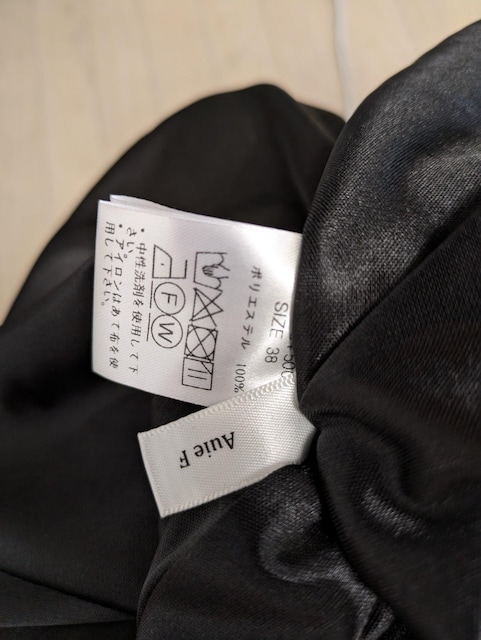 SIZE 38
ポリエステル 100%
F W
・中性洗剤を使用して下
さい。
・アイロンはあて布を使
用して下さい。
Auie F